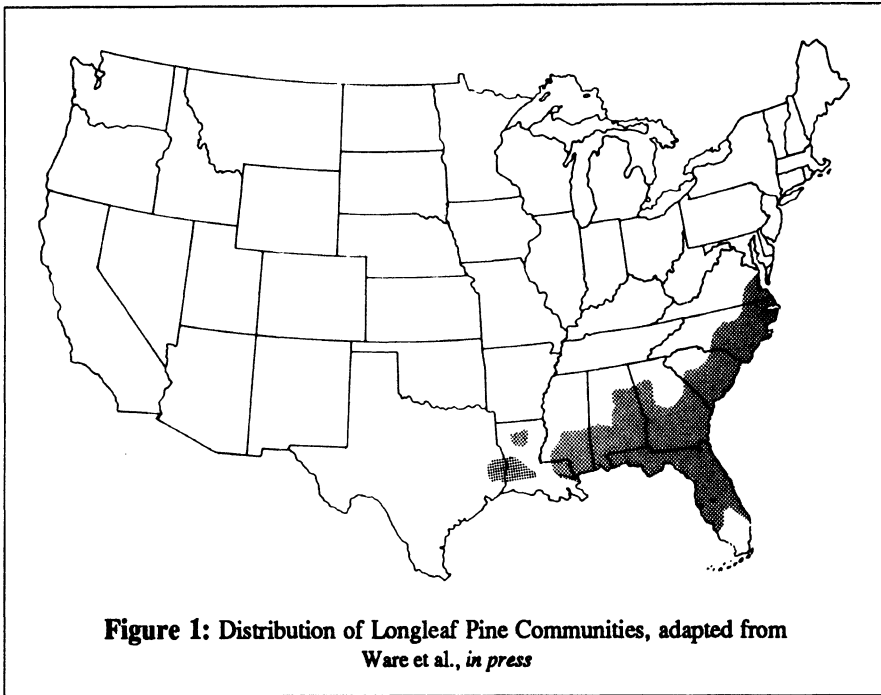 Figure 1: Distribution of Longleaf Pine Communities, adapted from
Ware et al., in press